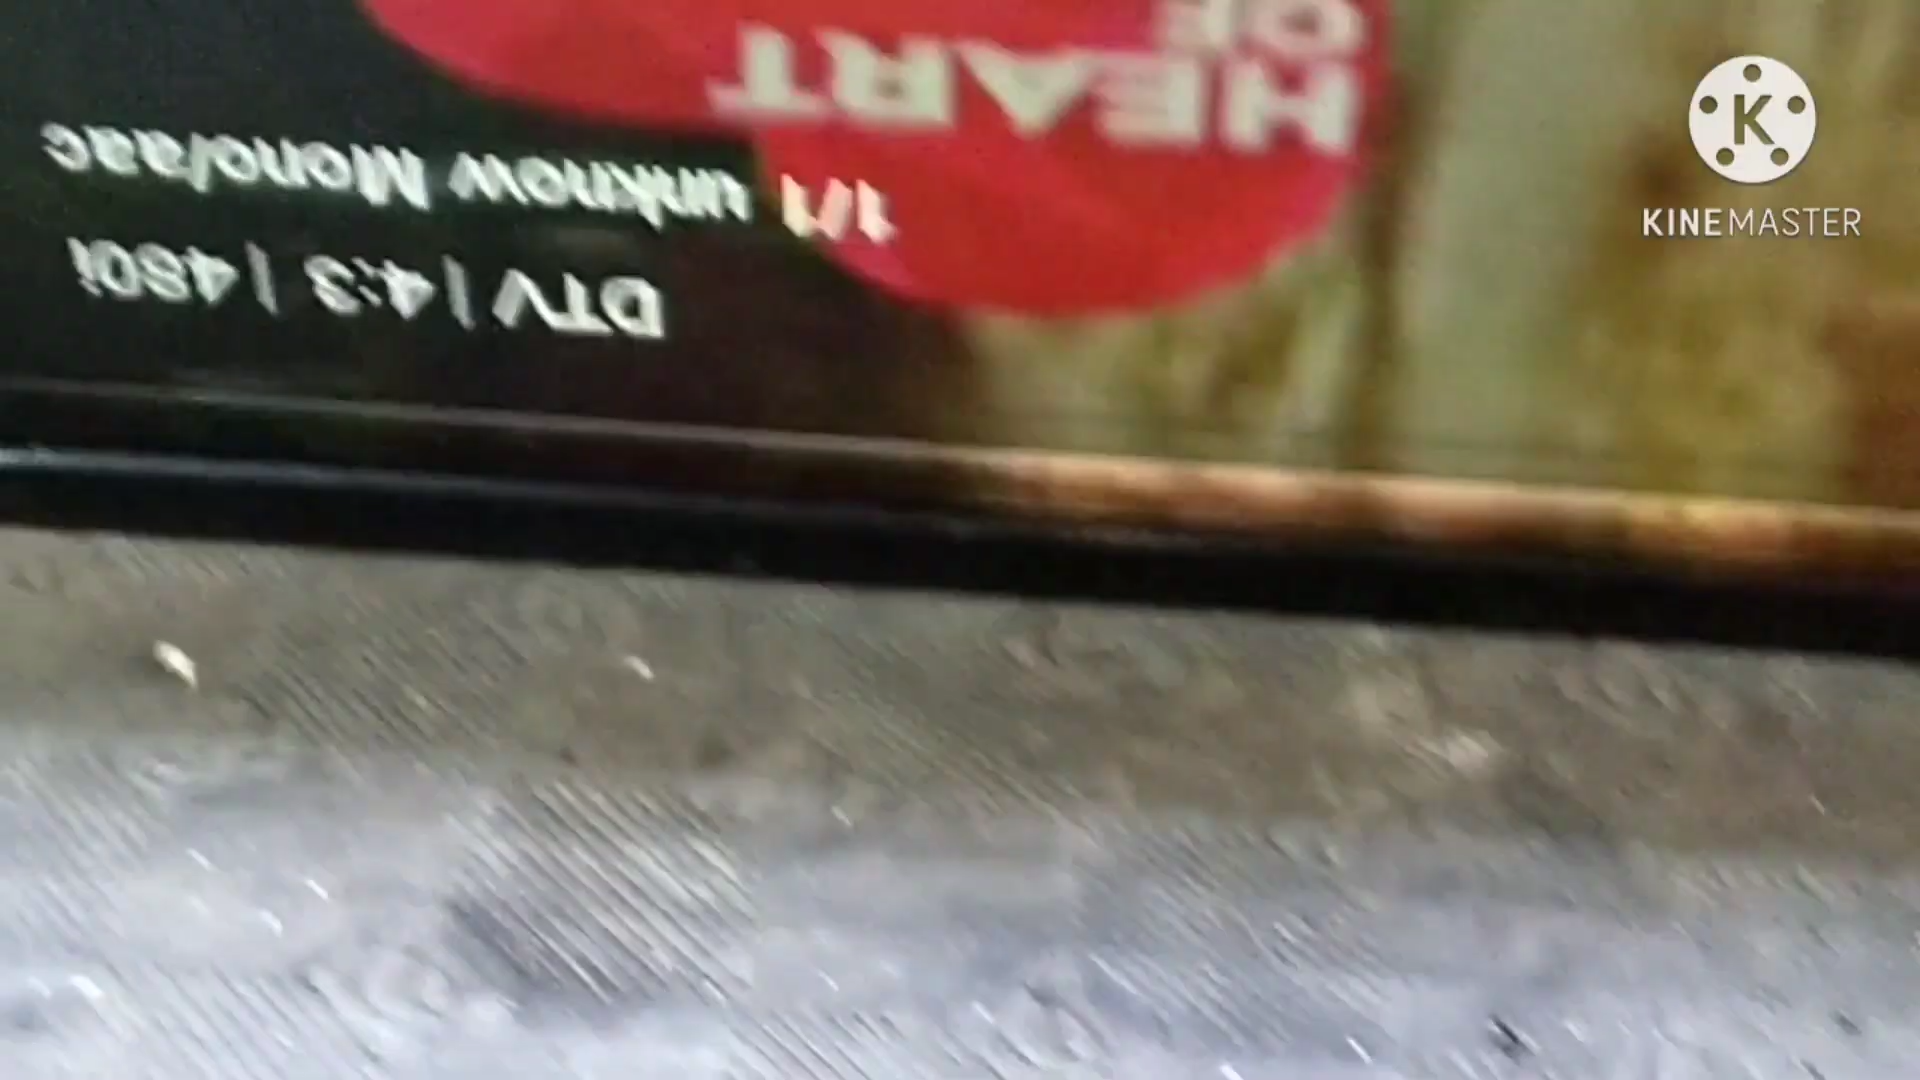 DTV | 4:3 | 480i
1/1 unknow Mono/aac
HEART
OF
KINEMASTER